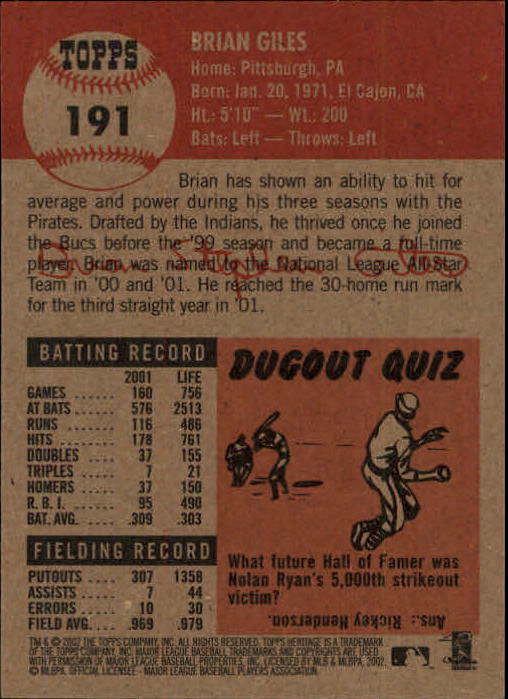 TOPPS
191
BRIAN GILES
Home: Pittsburgh, PA
Born: Jan. 20, 1971, El Cajon, CA
Ht.: 5'10" — Wt.: 200
Bats: Left — Throws: Left
Brian has shown an ability to hit for
average and power during his three seasons with the
Pirates. Drafted by the Indians, he thrived once he joined
the Bucs before the '99 season and became a full-time
player. Brian was named to the National League All-Star
Team in '00 and '01. He reached the 30-home run mark
for the third straight year in '01.
Brian Stephen Giles
BATTING RECORD
2001 LIFE
GAMES ...... 160 756
AT BATS ..... 576 2513
RUNS ....... 116 486
HITS ........ 178 761
DOUBLES .... 37 155
TRIPLES ..... 7 21
HOMERS .... 37 150
R. B. I. ...... 95 490
BAT. AVG. .... .309 .303
FIELDING RECORD
PUTOUTS .... 307 1358
ASSISTS ..... 7 44
ERRORS ..... 10 30
FIELD AVG. ... .969 .979
DUGOUT QUIZ
What future Hall of Famer was
Nolan Ryan's 5,000th strikeout
victim?
Ans.: Rickey Henderson.
TM & © 2002 THE TOPPS COMPANY, INC. ALL RIGHTS RESERVED. TOPPS HERITAGE IS A TRADEMARK
OF THE TOPPS COMPANY, INC. MAJOR LEAGUE BASEBALL TRADEMARKS AND COPYRIGHTS ARE USED
WITH PERMISSION OF MAJOR LEAGUE BASEBALL PROPERTIES, INC. LICENSED BY MLB & MLBPA, 2002.
© MLBPA. OFFICIAL LICENSEE - MAJOR LEAGUE BASEBALL PLAYERS ASSOCIATION.